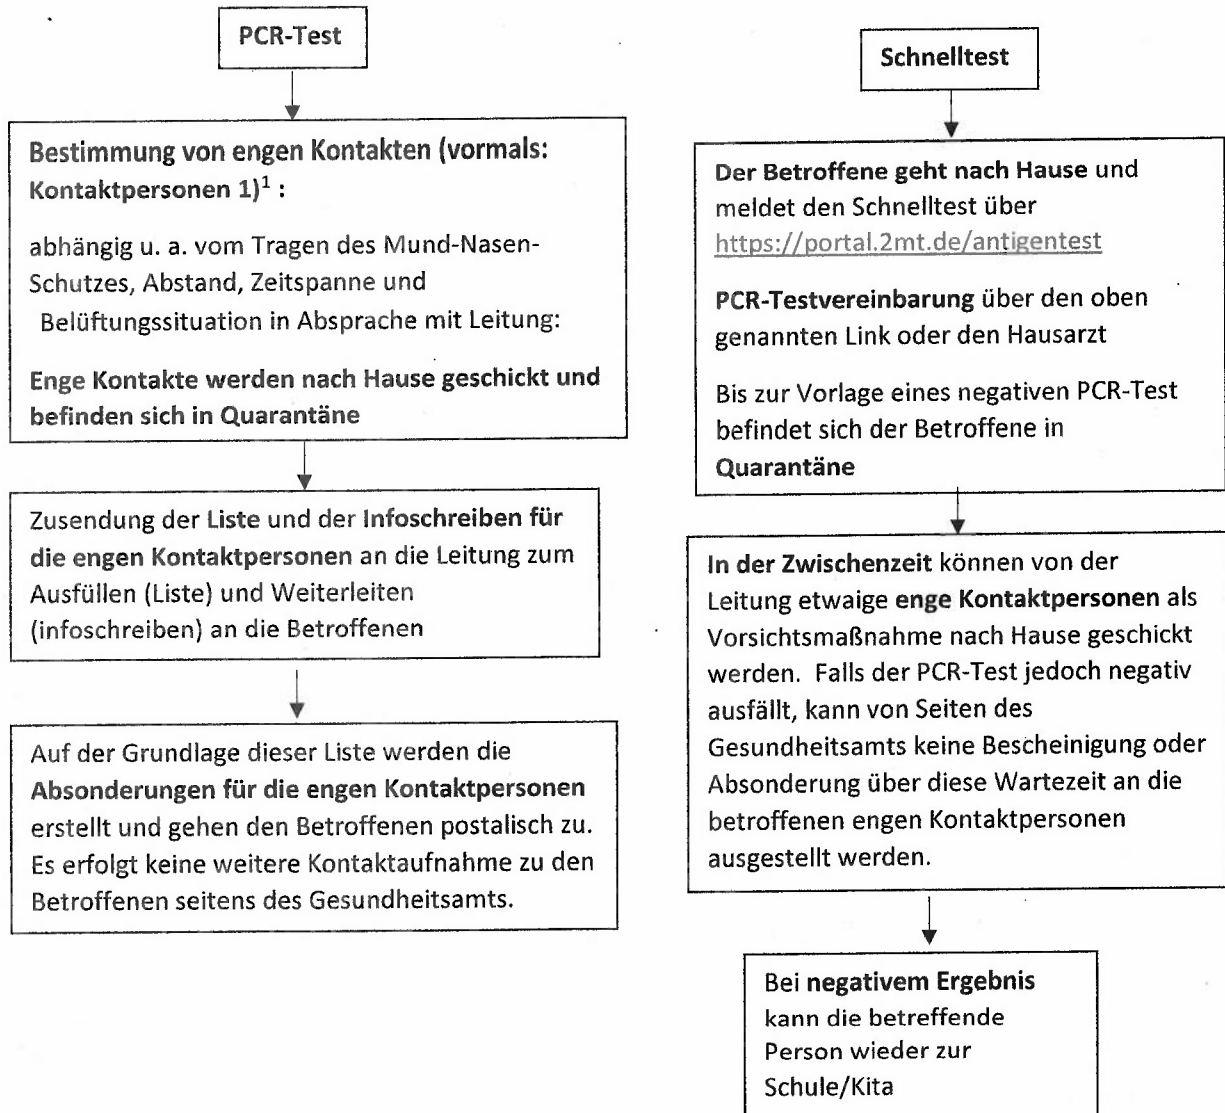 PCR-Test
Bestimmung von engen Kontakten (vormals:
Kontaktpersonen 1)¹ :
abhängig u. a. vom Tragen des Mund-Nasen-
Schutzes, Abstand, Zeitspanne und
Belüftungssituation in Absprache mit Leitung:
Enge Kontakte werden nach Hause geschickt und
befinden sich in Quarantäne
Zusendung der Liste und der Infoschreiben für
die engen Kontaktpersonen an die Leitung zum
Ausfüllen (Liste) und Weiterleiten
(infoschreiben) an die Betroffenen
Auf der Grundlage dieser Liste werden die
Absonderungen für die engen Kontaktpersonen
erstellt und gehen den Betroffenen postalisch zu.
Es erfolgt keine weitere Kontaktaufnahme zu den
Betroffenen seitens des Gesundheitsamts.
Schnelltest
Der Betroffene geht nach Hause und
meldet den Schnelltest über
https://portal.2mt.de/antigentest
PCR-Testvereinbarung über den oben
genannten Link oder den Hausarzt
Bis zur Vorlage eines negativen PCR-Test
befindet sich der Betroffene in
Quarantäne
In der Zwischenzeit können von der
Leitung etwaige enge Kontaktpersonen als
Vorsichtsmaßnahme nach Hause geschickt
werden. Falls der PCR-Test jedoch negativ
ausfällt, kann von Seiten des
Gesundheitsamts keine Bescheinigung oder
Absonderung über diese Wartezeit an die
betroffenen engen Kontaktpersonen
ausgestellt werden.
Bei negativem Ergebnis
kann die betreffende
Person wieder zur
Schule/Kita